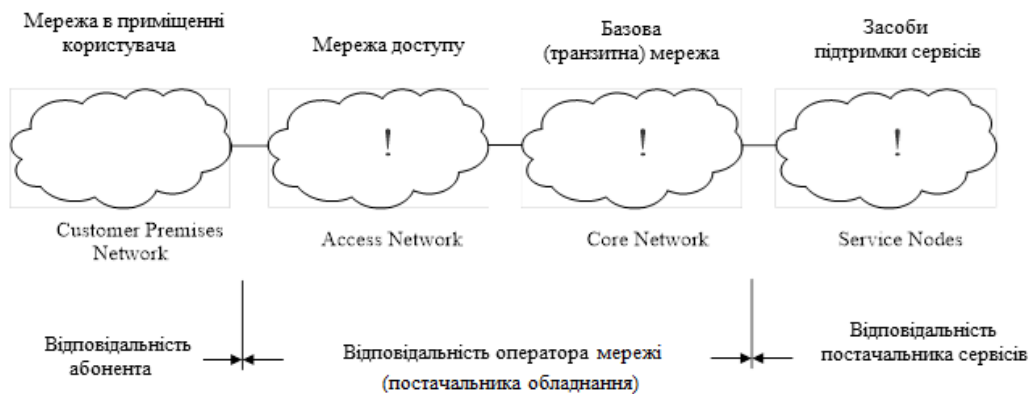 Мережа в приміщенні
користувача
Мережа доступу
Базова
(транзитна) мережа
Засоби
підтримки сервісів
!
!
!
Customer Premises
Network
Access Network
Core Network
Service Nodes
Відповідальність
абонента
Відповідальність оператора мережі
(постачальника обладнання)
Відповідальність
постачальника сервісів